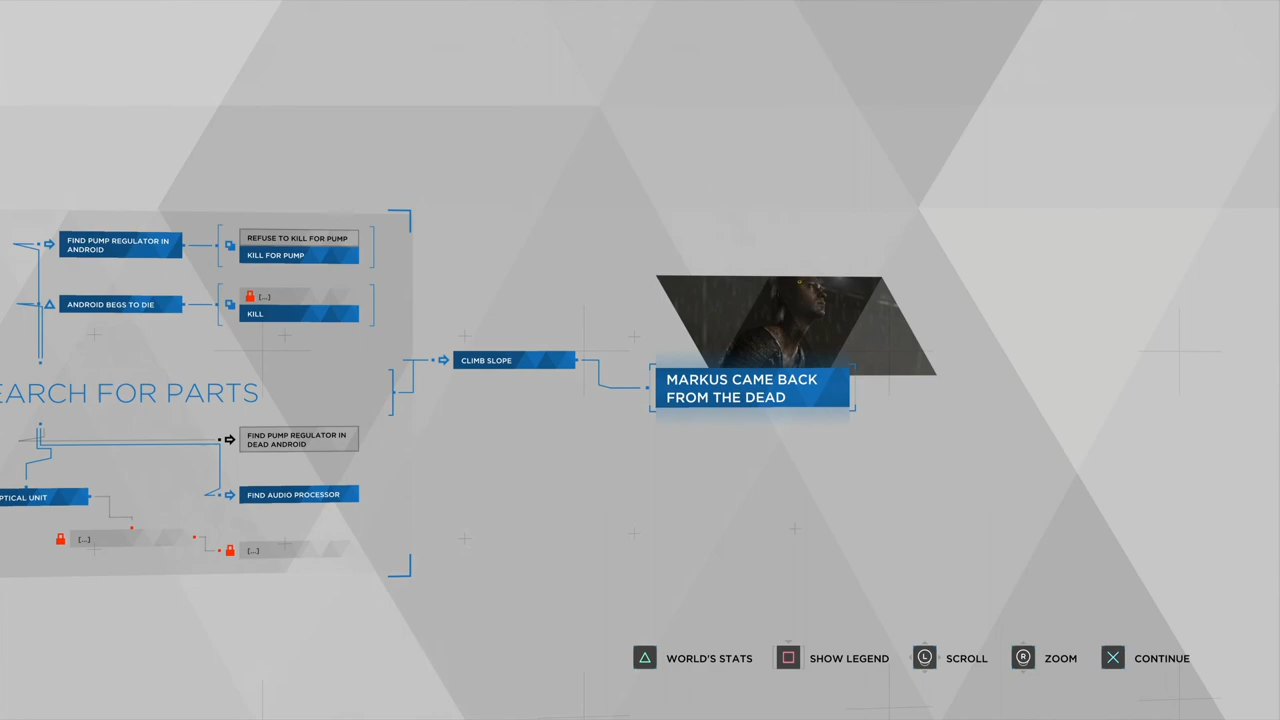 FIND PUMP REGULATOR IN
ANDROID
REFUSE TO KILL FOR PUMP
KILL FOR PUMP
ANDROID BEGS TO DIE
[...]
KILL
CLIMB SLOPE
MARKUS CAME BACK
FROM THE DEAD
EARCH FOR PARTS
FIND PUMP REGULATOR IN
DEAD ANDROID
PTICAL UNIT
FIND AUDIO PROCESSOR
[...]
[...]
WORLD'S STATS
SHOW LEGEND
L
SCROLL
R
ZOOM
CONTINUE